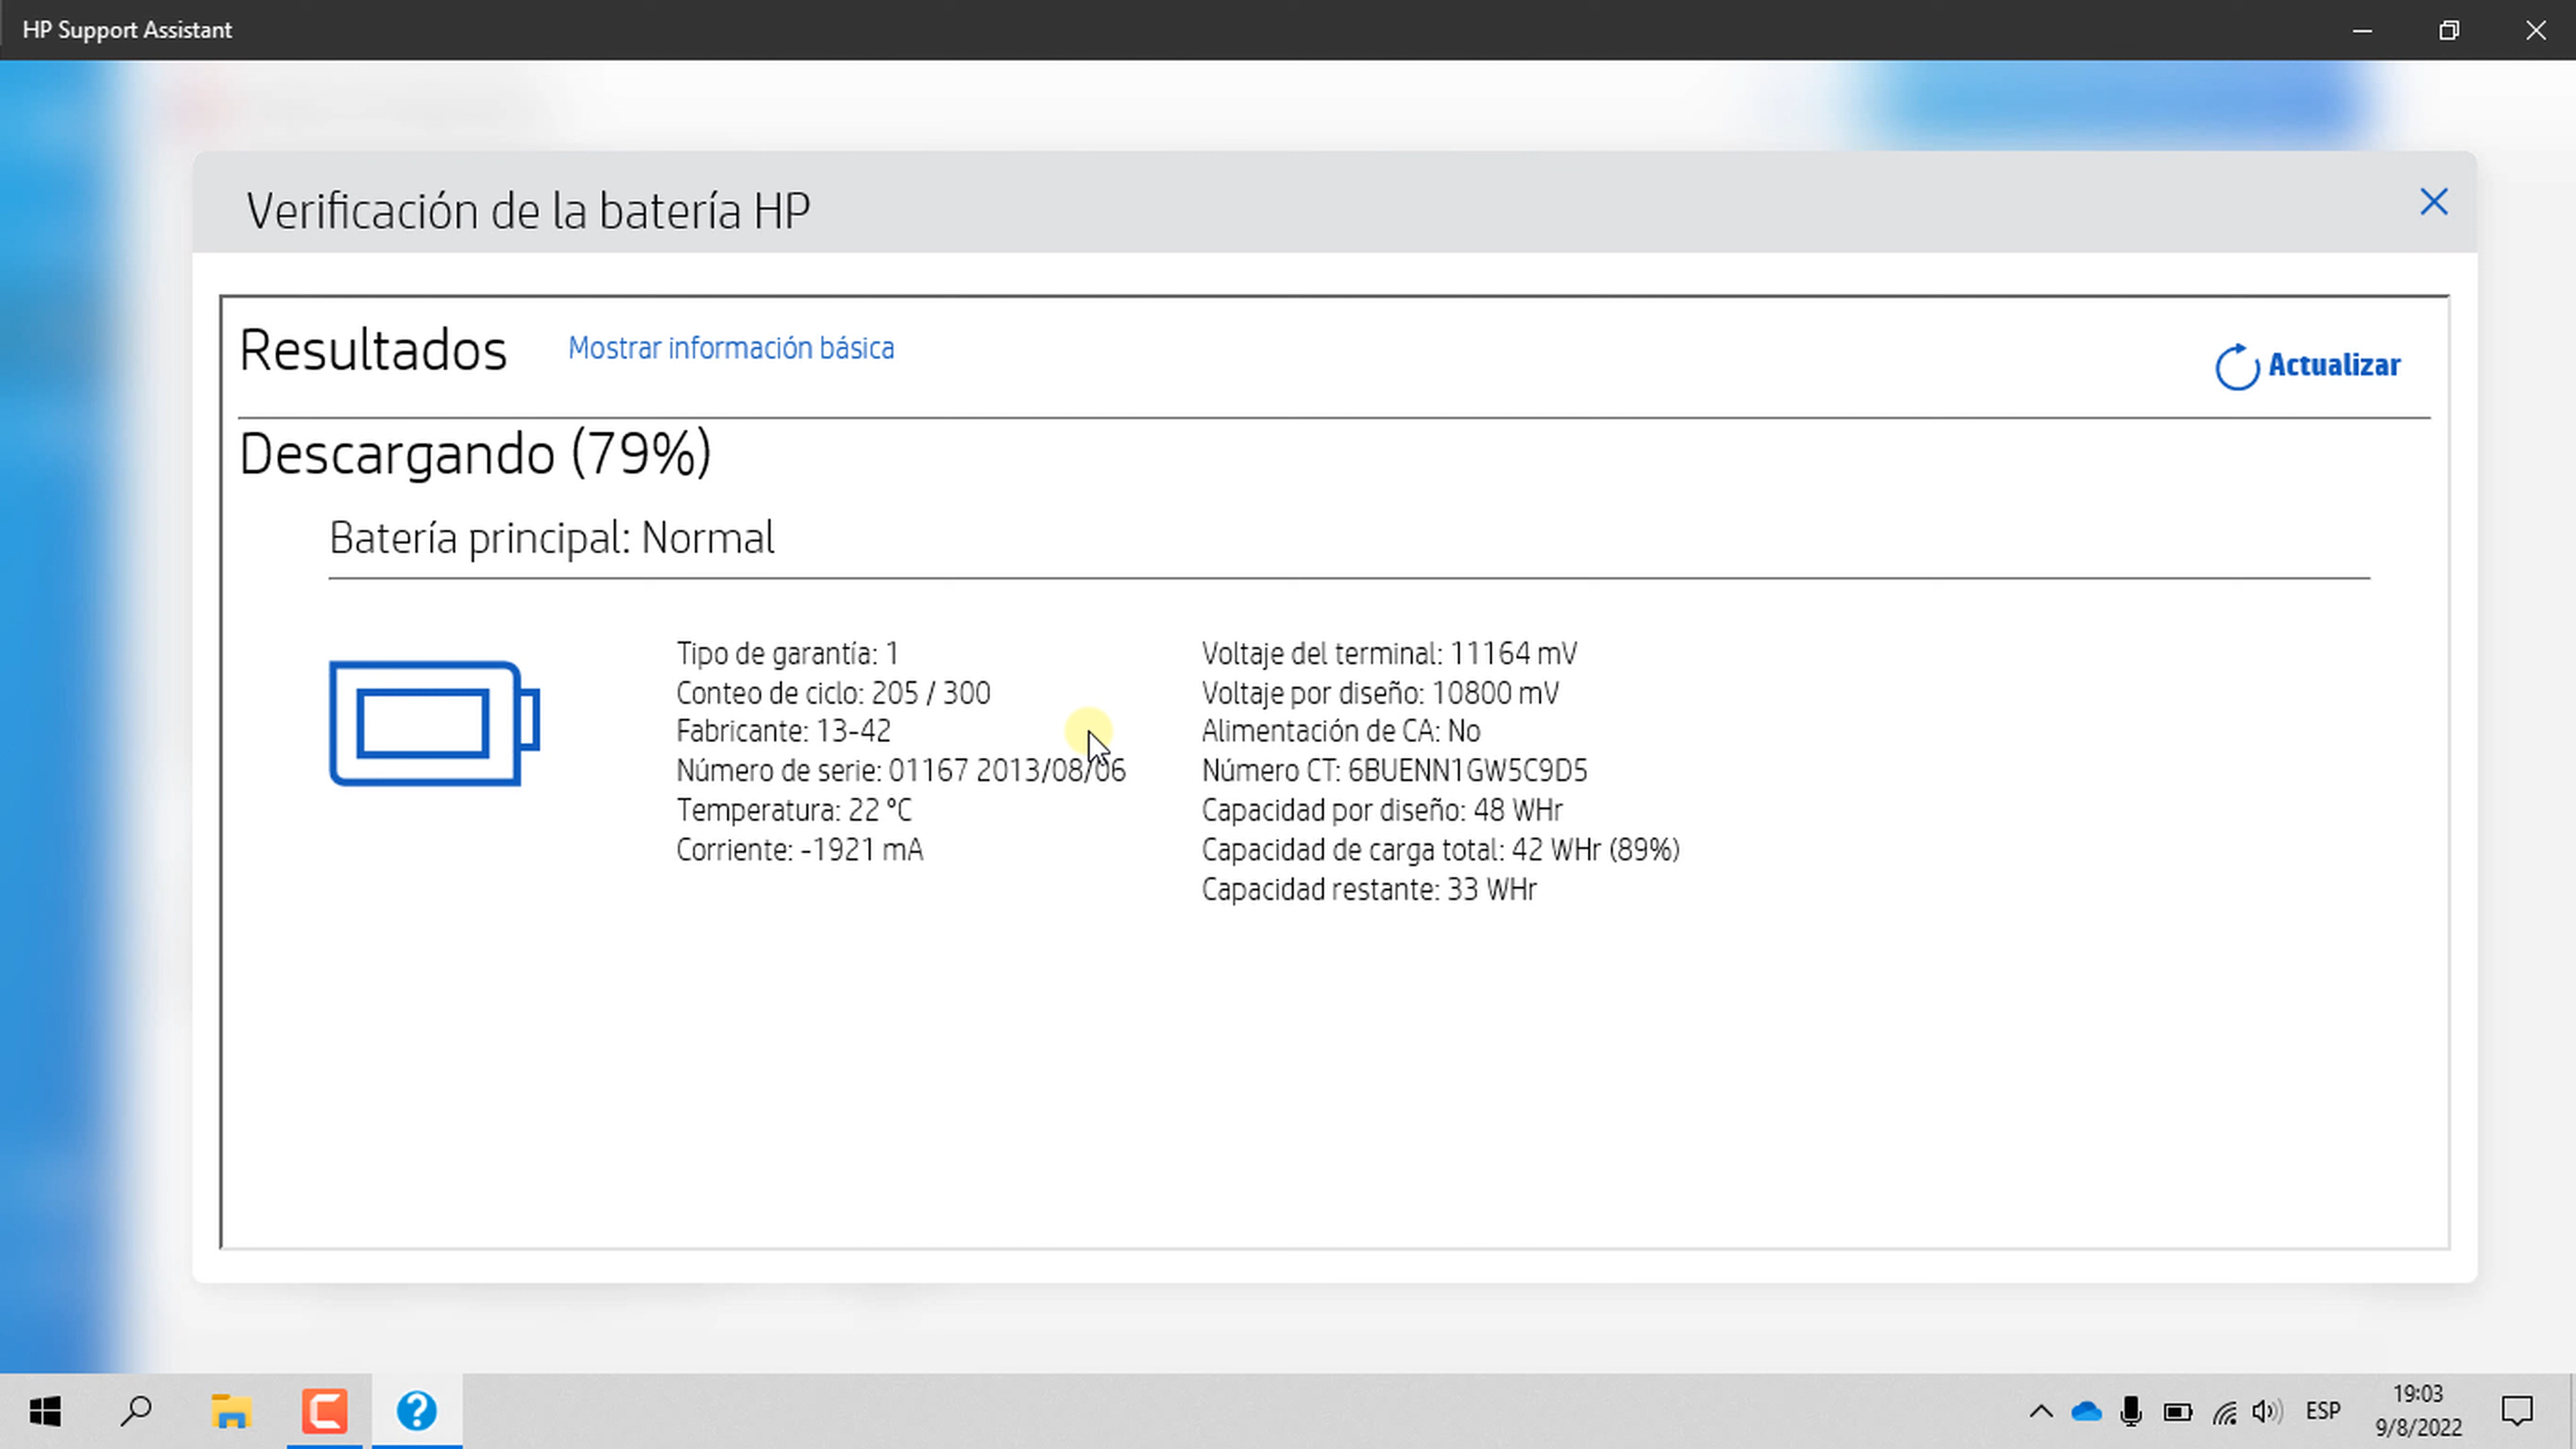 HP Support Assistant
Verificación de la batería HP
Resultados
Mostrar información básica
Actualizar
Descargando (79%)
Batería principal: Normal
Tipo de garantía: 1
Conteo de ciclo: 205 / 300
Fabricante: 13-42
Número de serie: 01167 2013/08/06
Temperatura: 22 °C
Corriente: -1921 mA
Voltaje del terminal: 11164 mV
Voltaje por diseño: 10800 mV
Alimentación de CA: No
Número CT: 6BUENN1GW5C9D5
Capacidad por diseño: 48 WHr
Capacidad de carga total: 42 WHr (89%)
Capacidad restante: 33 WHr
ESP
19:03
9/8/2022